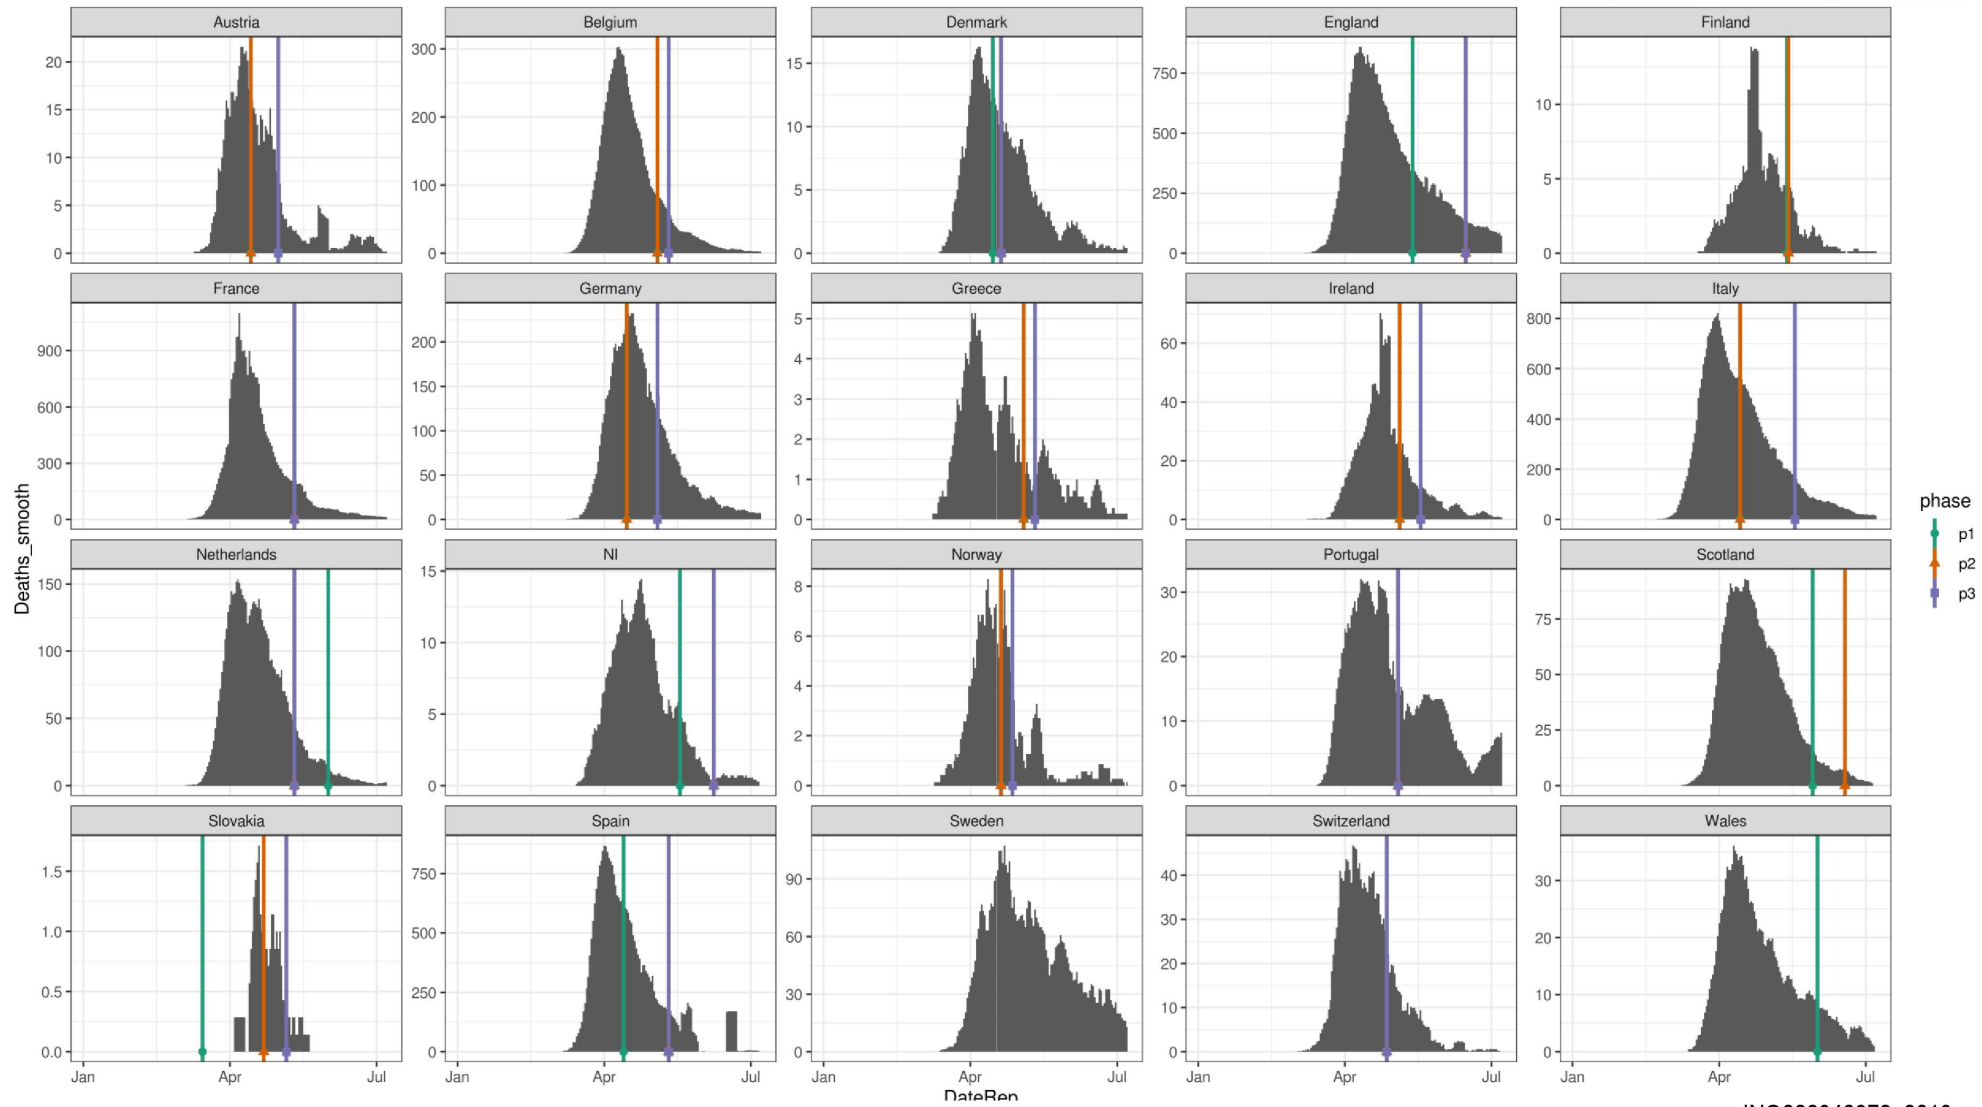 Austria Belgium Denmark England Finland
20 15 10 5 0
300 200 100 0
15 10 5 0
750 500 250 0
10 5 0
France Germany Greece Ireland Italy
900 600 300 0
200 150 100 50 0
5 4 3 2 1 0
60 40 20 0
800 600 400 200 0
Deaths_smooth
phase
p1
p2
p3
Netherlands NI Norway Portugal Scotland
150 100 50 0
15 10 5 0
8 6 4 2 0
30 20 10 0
75 50 25 0
Slovakia Spain Sweden Switzerland Wales
1.5 1.0 0.5 0.0
750 500 250 0
90 60 30 0
40 30 20 10 0
30 20 10 0
Jan Apr Jul Jan Apr Jul Jan Apr Jul Jan Apr Jul Jan Apr Jul
DateRep